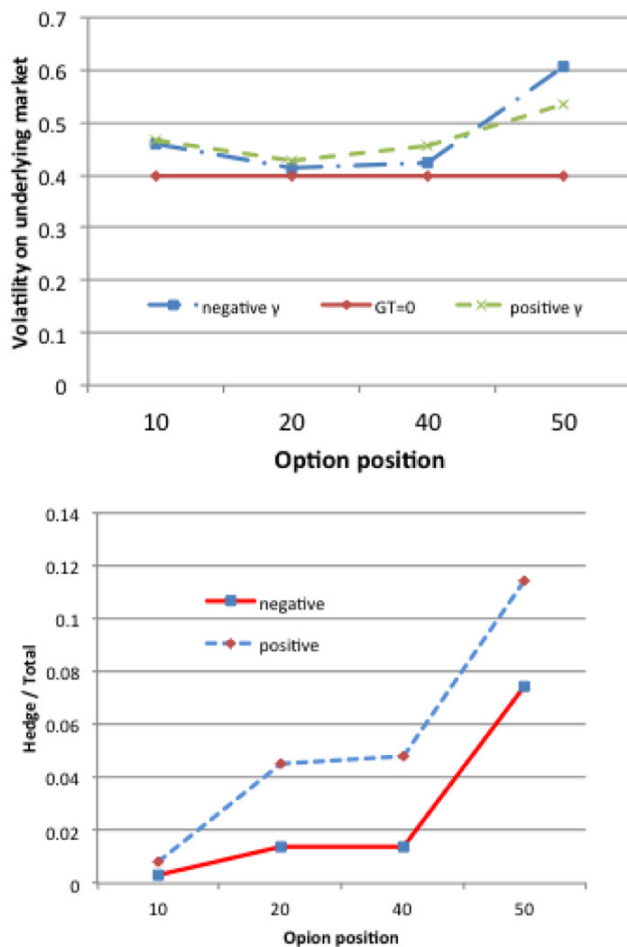 0.7
0.6
0.5
0.4
0.3
0.2
0.1
0
Volatility on underlying market
negative γ GT=0 positive γ
10 20 40 50
Option position
0.14
0.12
0.1
0.08
0.06
0.04
0.02
0
Hedge / Total
negative
positive
10 20 40 50
Opion position